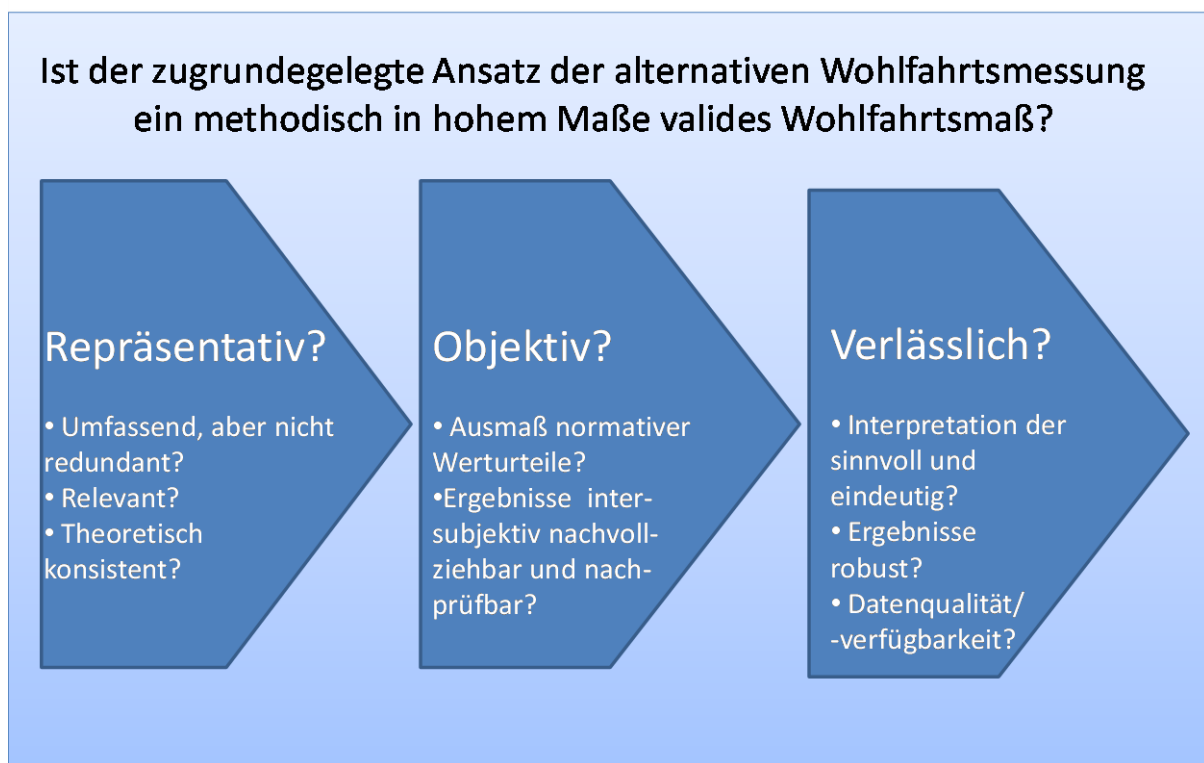 Ist der zugrundegelegte Ansatz der alternativen Wohlfahrtsmessung
ein methodisch in hohem Maße valides Wohlfahrtsmaß?
Repräsentativ?
• Umfassend, aber nicht
redundant?
• Relevant?
• Theoretisch
konsistent?
Objektiv?
• Ausmaß normativer
Werturteile?
•Ergebnisse inter-
subjektiv nachvoll-
ziehbar und nach-
prüfbar?
Verlässlich?
• Interpretation der
sinnvoll und
eindeutig?
• Ergebnisse
robust?
• Datenqualität/
-verfügbarkeit?